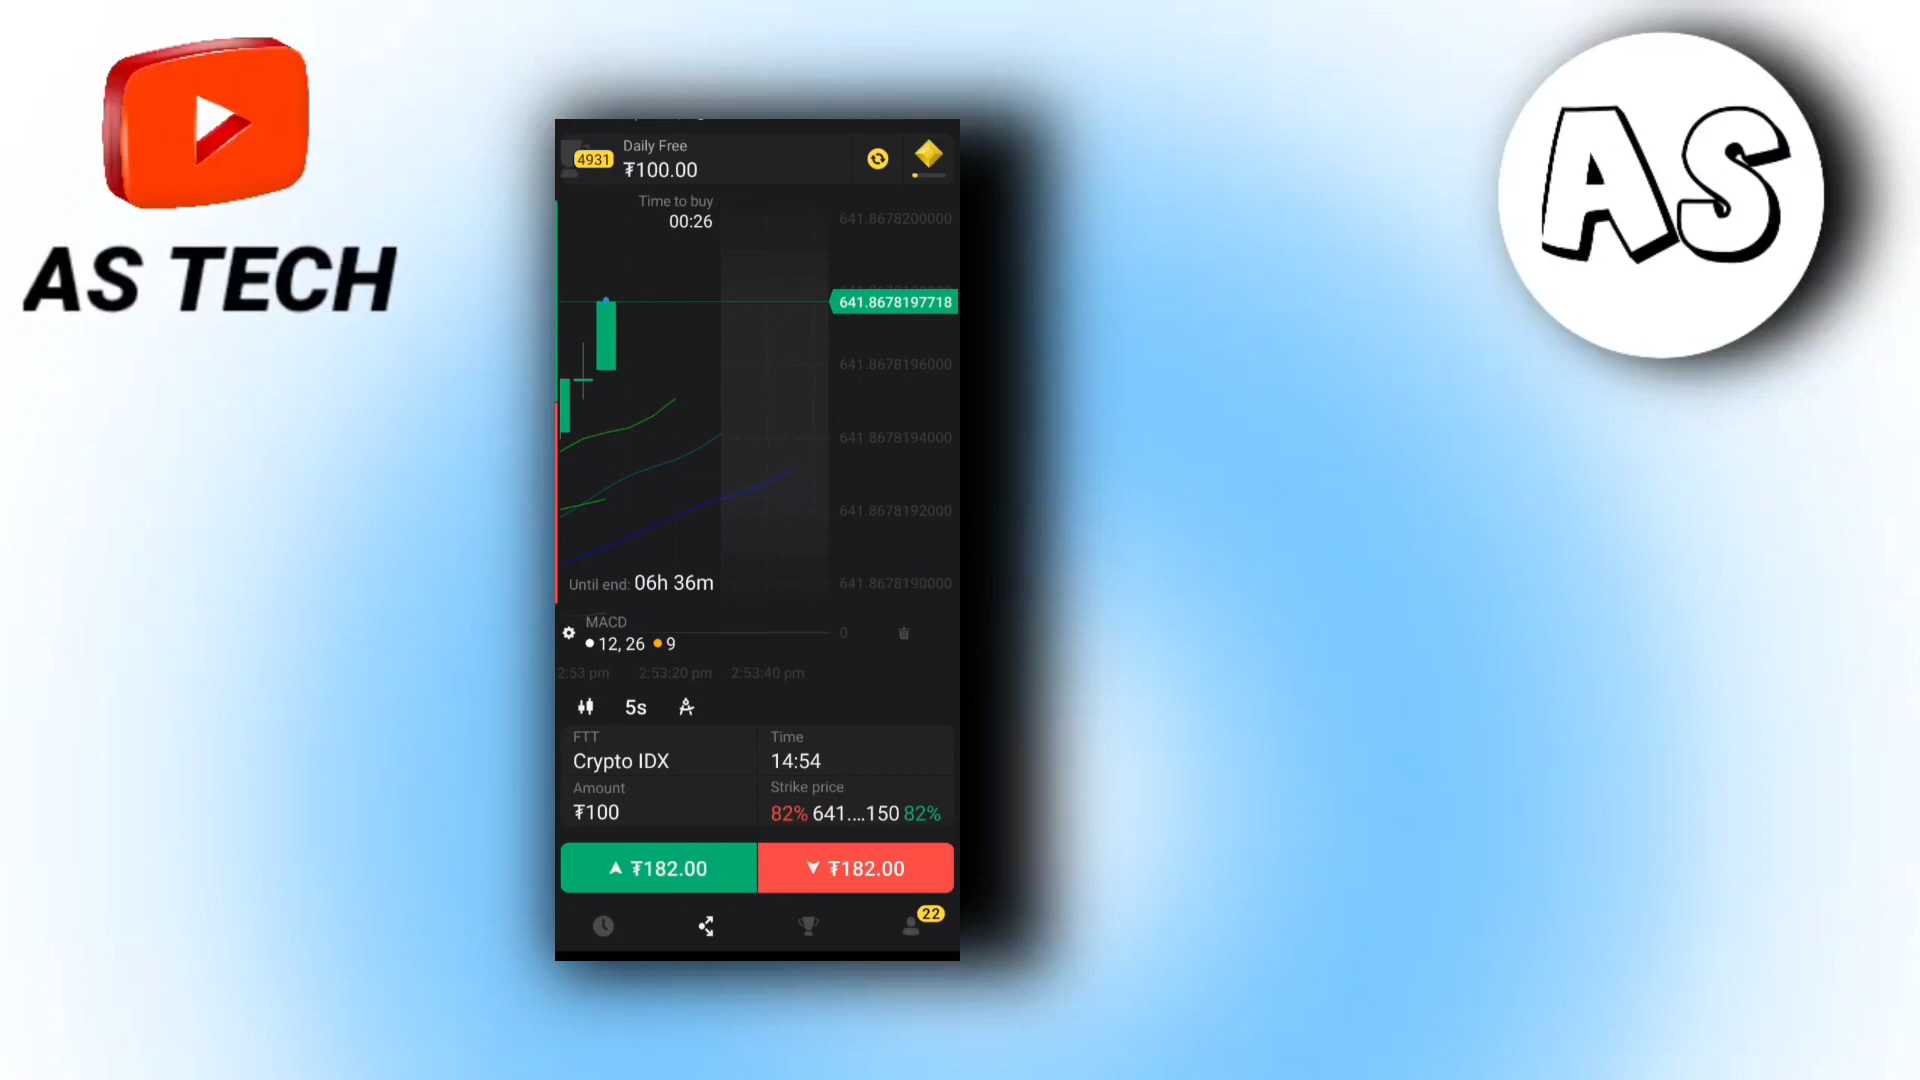 AS TECH
AS
4931
Daily Free
₮100.00
Time to buy
00:26
641.8678200000
641.8678197718
641.8678196000
641.8678194000
641.8678192000
641.8678190000
Until end: 06h 36m
MACD
12, 26 9
0
2:53 pm 2:53:20 pm 2:53:40 pm
5s
FTT
Crypto IDX
Time
14:54
Amount
₮100
Strike price
82% 641....150 82%
₮182.00
₮182.00
22